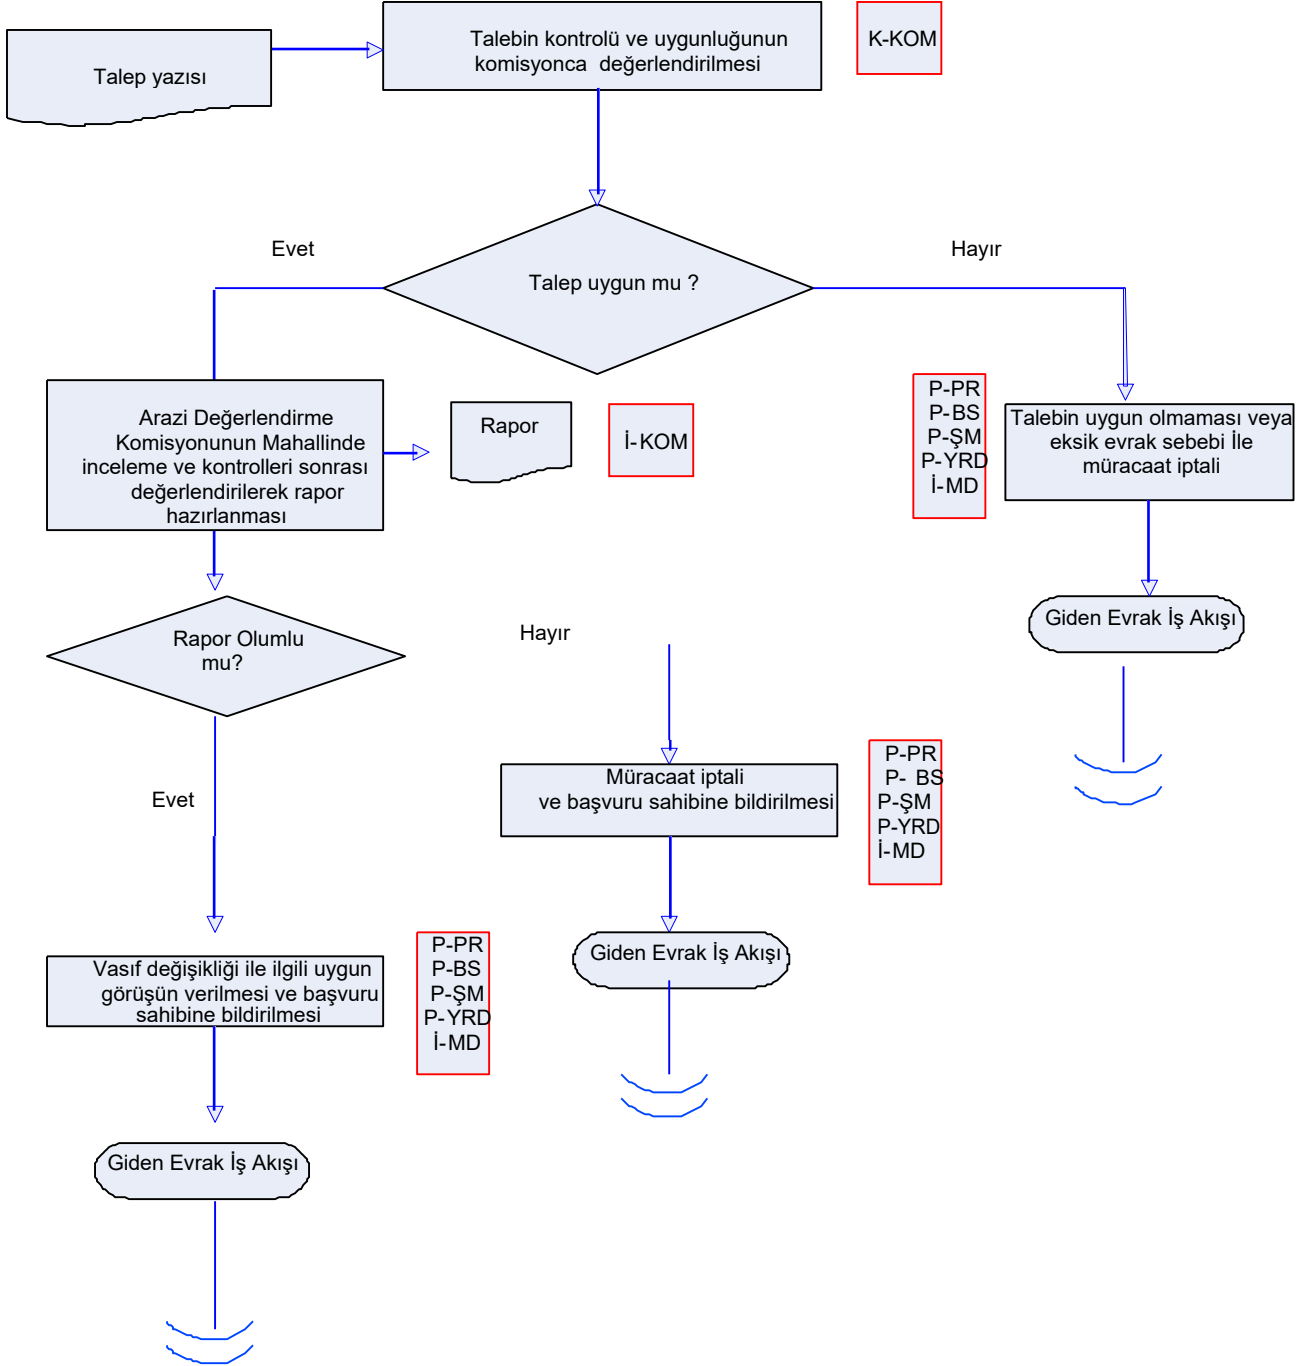 Talep yazısı
Talebin kontrolü ve uygunluğunun
komisyonca değerlendirilmesi
K-KOM
Evet
Hayır
Talep uygun mu ?
Arazi Değerlendirme
Komisyonunun Mahallinde
inceleme ve kontrolleri sonrası
değerlendirilerek rapor
hazırlanması
Rapor
İ-KOM
P-PR
P-BS
P-ŞM
P-YRD
İ-MD
Talebin uygun olmaması veya
eksik evrak sebebi İle
müracaat iptali
Giden Evrak İş Akışı
Rapor Olumlu
mu?
Hayır
Evet
Müracaat iptali
ve başvuru sahibine bildirilmesi
P-PR
P- BS
P-ŞM
P-YRD
İ-MD
Giden Evrak İş Akışı
Vasıf değişikliği ile ilgili uygun
görüşün verilmesi ve başvuru
sahibine bildirilmesi
P-PR
P-BS
P-ŞM
P-YRD
İ-MD
Giden Evrak İş Akışı